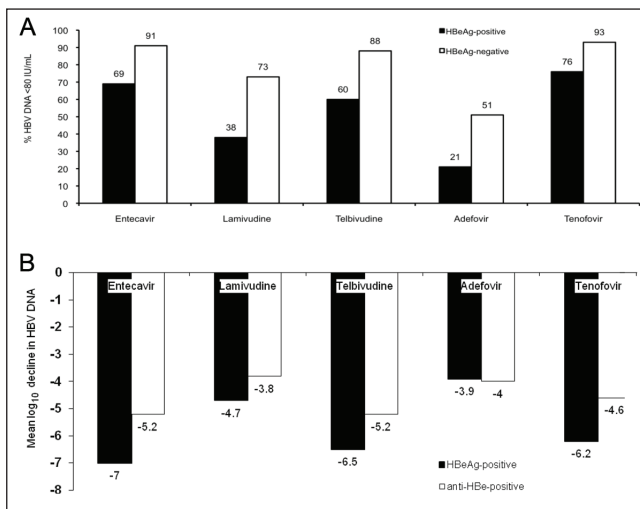 A
% HBV DNA <80 IU/mL
100
90
80
70
60
50
40
30
20
10
0
HBeAg-positive
HBeAg-negative
69
91
38
73
60
88
21
51
76
93
Entecavir
Lamivudine
Telbivudine
Adefovir
Tenofovir
B
Mean log10 decline in HBV DNA
0
-1
-2
-3
-4
-5
-6
-7
-8
Entecavir
Lamivudine
Telbivudine
Adefovir
Tenofovir
-7
-5.2
-4.7
-3.8
-6.5
-5.2
-3.9
-4
-6.2
-4.6
HBeAg-positive
anti-HBe-positive